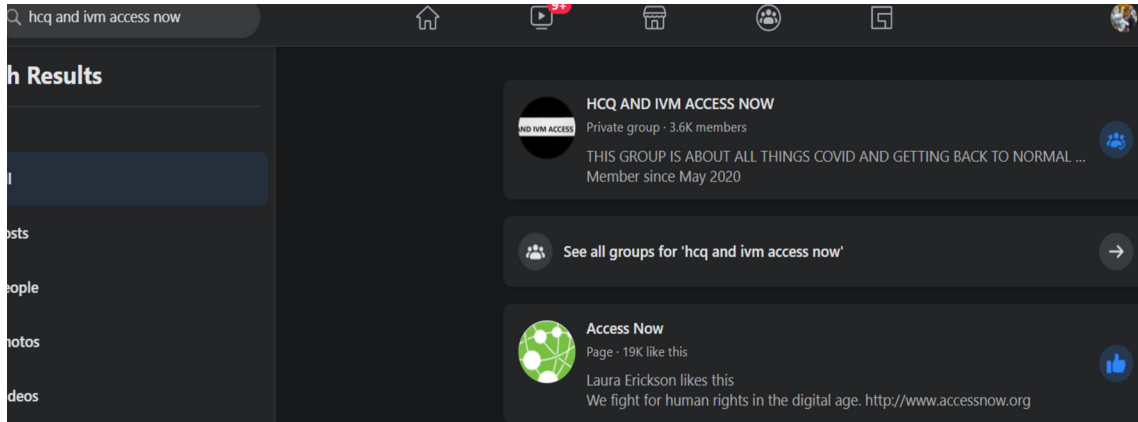 hcq and ivm access now
9+
h Results
HCQ AND IVM ACCESS NOW
Private group · 3.6K members
THIS GROUP IS ABOUT ALL THINGS COVID AND GETTING BACK TO NORMAL ...
Member since May 2020
AND IVM ACCESS
l
osts
See all groups for 'hcq and ivm access now'
eople
Access Now
Page · 19K like this
hotos
Laura Erickson likes this
We fight for human rights in the digital age. http://www.accessnow.org
deos